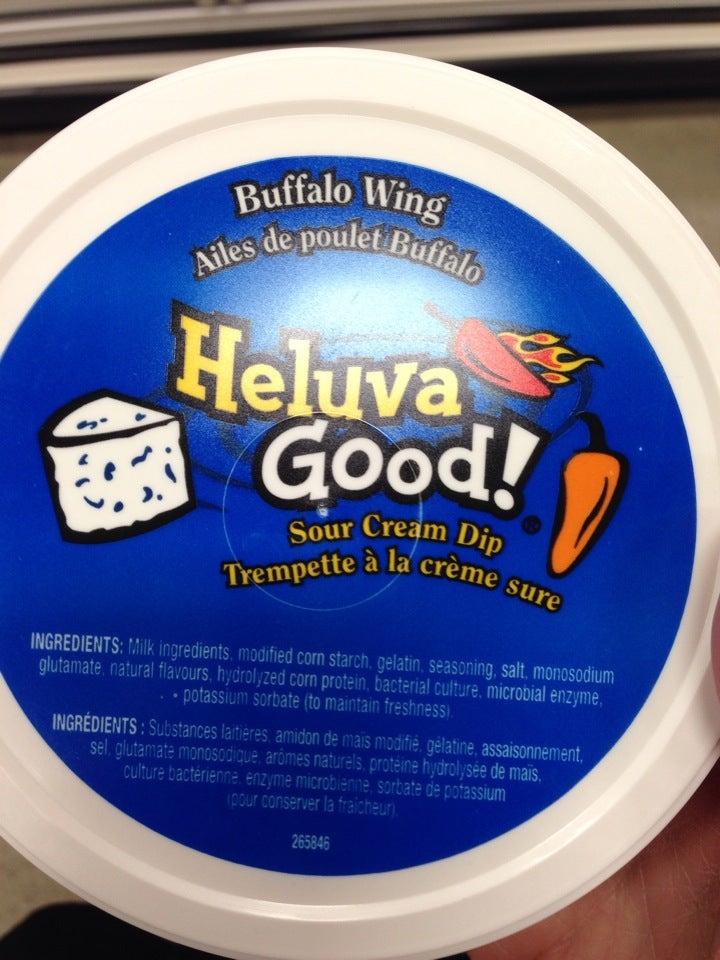 Buffalo Wing
Ailes de poulet Buffalo
Heluva
Good!®
Sour Cream Dip
Trempette à la crème sure
INGREDIENTS: Milk ingredients, modified corn starch, gelatin, seasoning, salt, monosodium
glutamate, natural flavours, hydrolyzed corn protein, bacterial culture, microbial enzyme,
potassium sorbate (to maintain freshness).
INGRÉDIENTS : Substances laitières, amidon de maïs modifié, gélatine, assaisonnement,
sel, glutamate monosodique, arômes naturels, protéine hydrolysée de maïs,
culture bactérienne, enzyme microbienne, sorbate de potassium
(pour conserver la fraîcheur).
265846